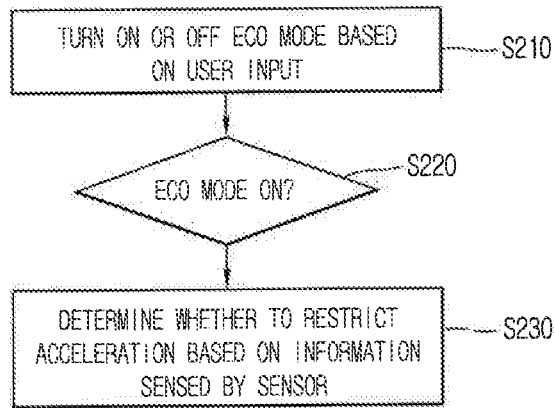 TURN ON OR OFF ECO MODE BASED
ON USER INPUT
S210
S220
ECO MODE ON?
DETERMINE WHETHER TO RESTRICT
ACCELERATION BASED ON INFORMATION
SENSED BY SENSOR
S230